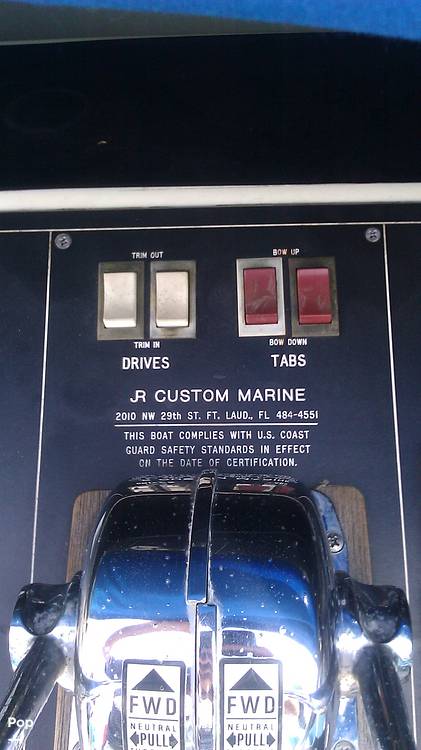 TRIM OUT
BOW UP
TRIM IN
BOW DOWN
DRIVES
TABS
JR CUSTOM MARINE
2010 NW 29th ST. FT. LAUD., FL 484-4551
THIS BOAT COMPLIES WITH U.S. COAST
GUARD SAFETY STANDARDS IN EFFECT
ON THE DATE OF CERTIFICATION.
FWD
NEUTRAL
PULL
FWD
NEUTRAL
PULL
Pop